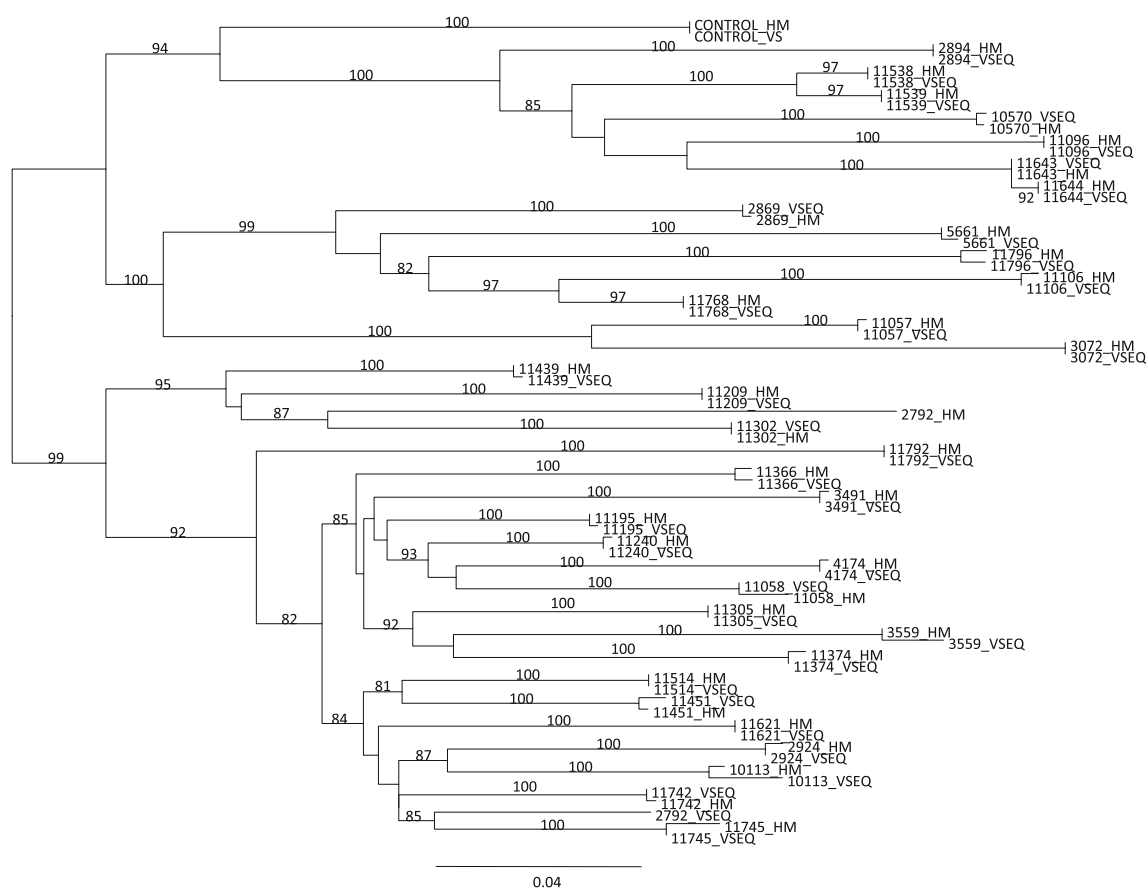 100
CONTROL_HM
CONTROL_VS
94
100
2894_HM
2894_VSEQ
100
97
11538_HM
11538_VSEQ
100
97
11539_HM
11539_VSEQ
85
100
10570_VSEQ
10570_HM
100
11096_HM
11096_VSEQ
100
11643_VSEQ
11643_HM
11644_HM
92
11644_VSEQ
100
2869_VSEQ
2869_HM
99
100
5661_HM
5661_VSEQ
100
11796_HM
11796_VSEQ
82
100
11106_HM
11106_VSEQ
100
97
97
11768_HM
11768_VSEQ
100
11057_HM
11057_VSEQ
100
3072_HM
3072_VSEQ
100
11439_HM
11439_VSEQ
95
100
11209_HM
11209_VSEQ
87
2792_HM
100
11302_VSEQ
11302_HM
100
11792_HM
11792_VSEQ
99
100
11366_HM
11366_VSEQ
100
3491_HM
3491_VSEQ
85
100
11195_HM
11195_VSEQ
92
100
11240_HM
11240_VSEQ
93
100
4174_HM
4174_VSEQ
100
11058_VSEQ
11058_HM
100
11305_HM
11305_VSEQ
82
92
100
3559_HM
3559_VSEQ
100
11374_HM
11374_VSEQ
100
11514_HM
11514_VSEQ
81
100
11451_VSEQ
11451_HM
84
100
11621_HM
11621_VSEQ
100
2924_HM
2924_VSEQ
87
100
10113_HM
10113_VSEQ
100
11742_VSEQ
11742_HM
85
2792_VSEQ
100
11745_HM
11745_VSEQ
0.04